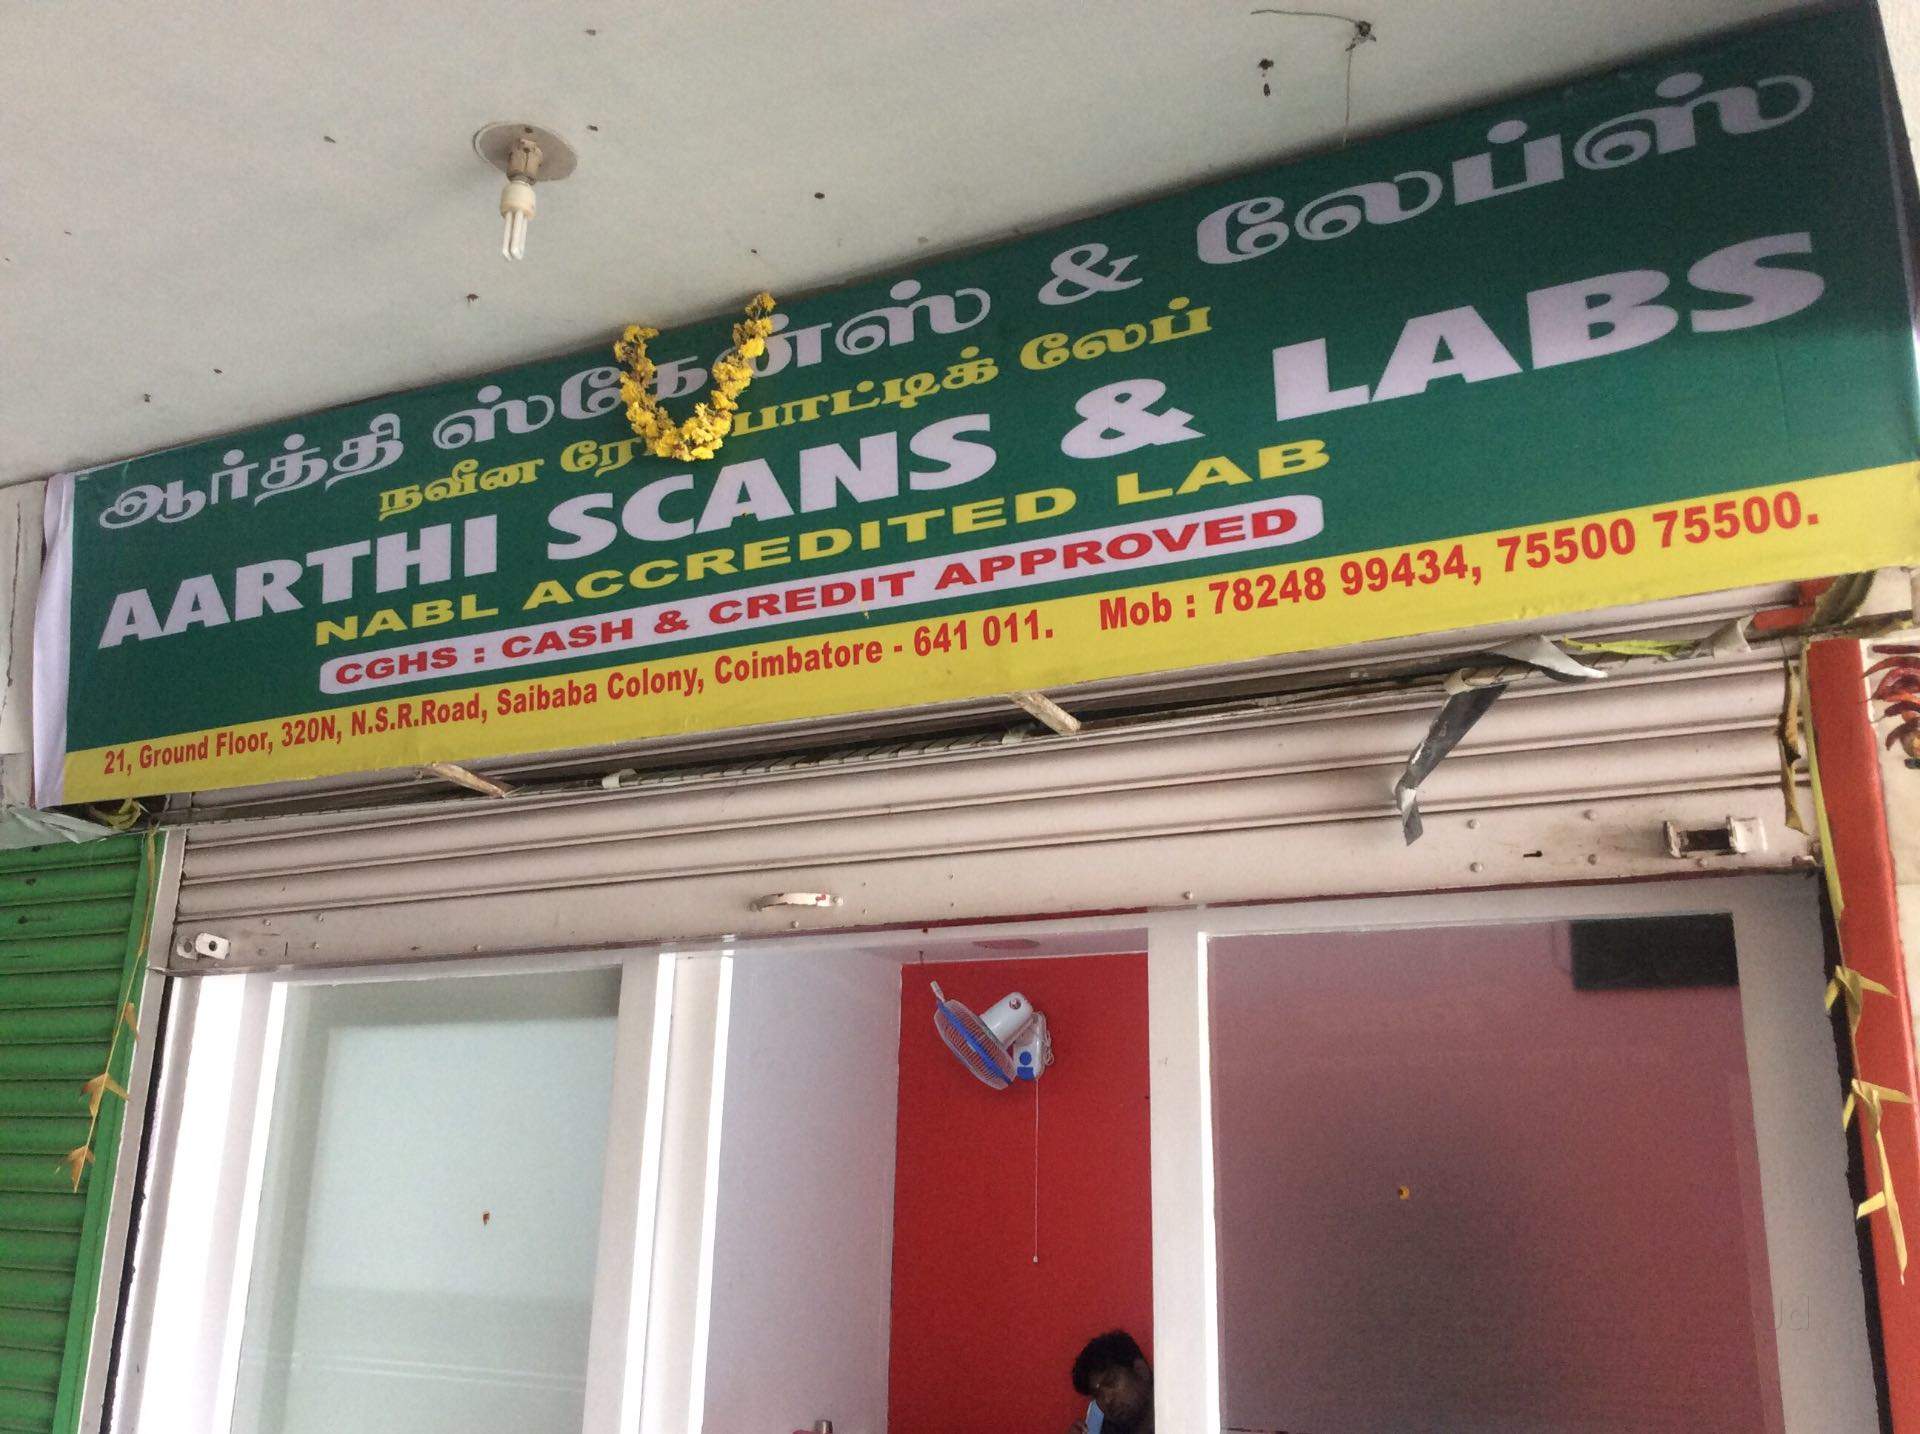 ஆர்த்தி ஸ்கேன்ஸ் & லேப்ஸ்
நவீன லேப்
AARTHI SCANS & LABS
NABL ACCREDITED LAB
CGHS : CASH & CREDIT APPROVED
21, Ground Floor, 320N, N.S.R.Road, Saibaba Colony, Coimbatore - 641 011. Mob : 78248 99434, 75500 75500.
Jd